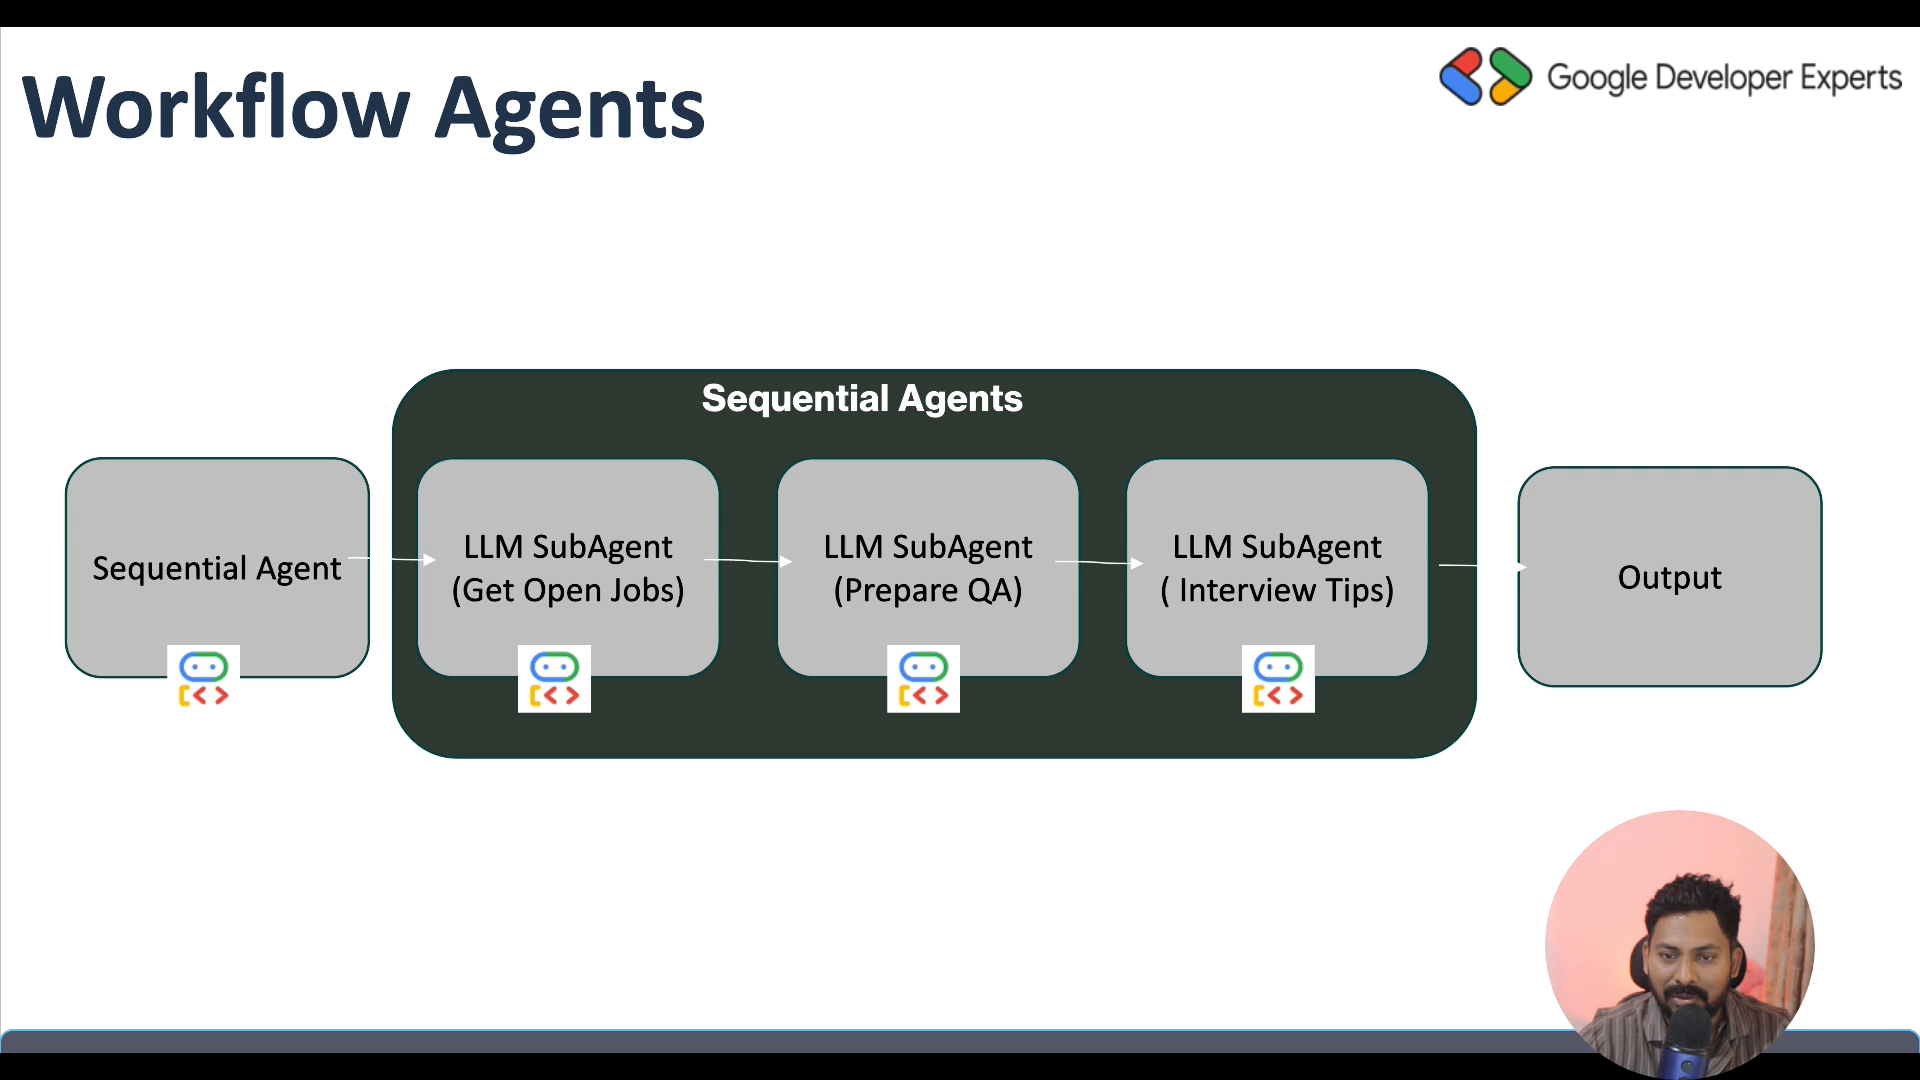 Workflow Agents
Google Developer Experts
Sequential Agents
Sequential Agent
LLM SubAgent
(Get Open Jobs)
LLM SubAgent
(Prepare QA)
LLM SubAgent
( Interview Tips)
Output